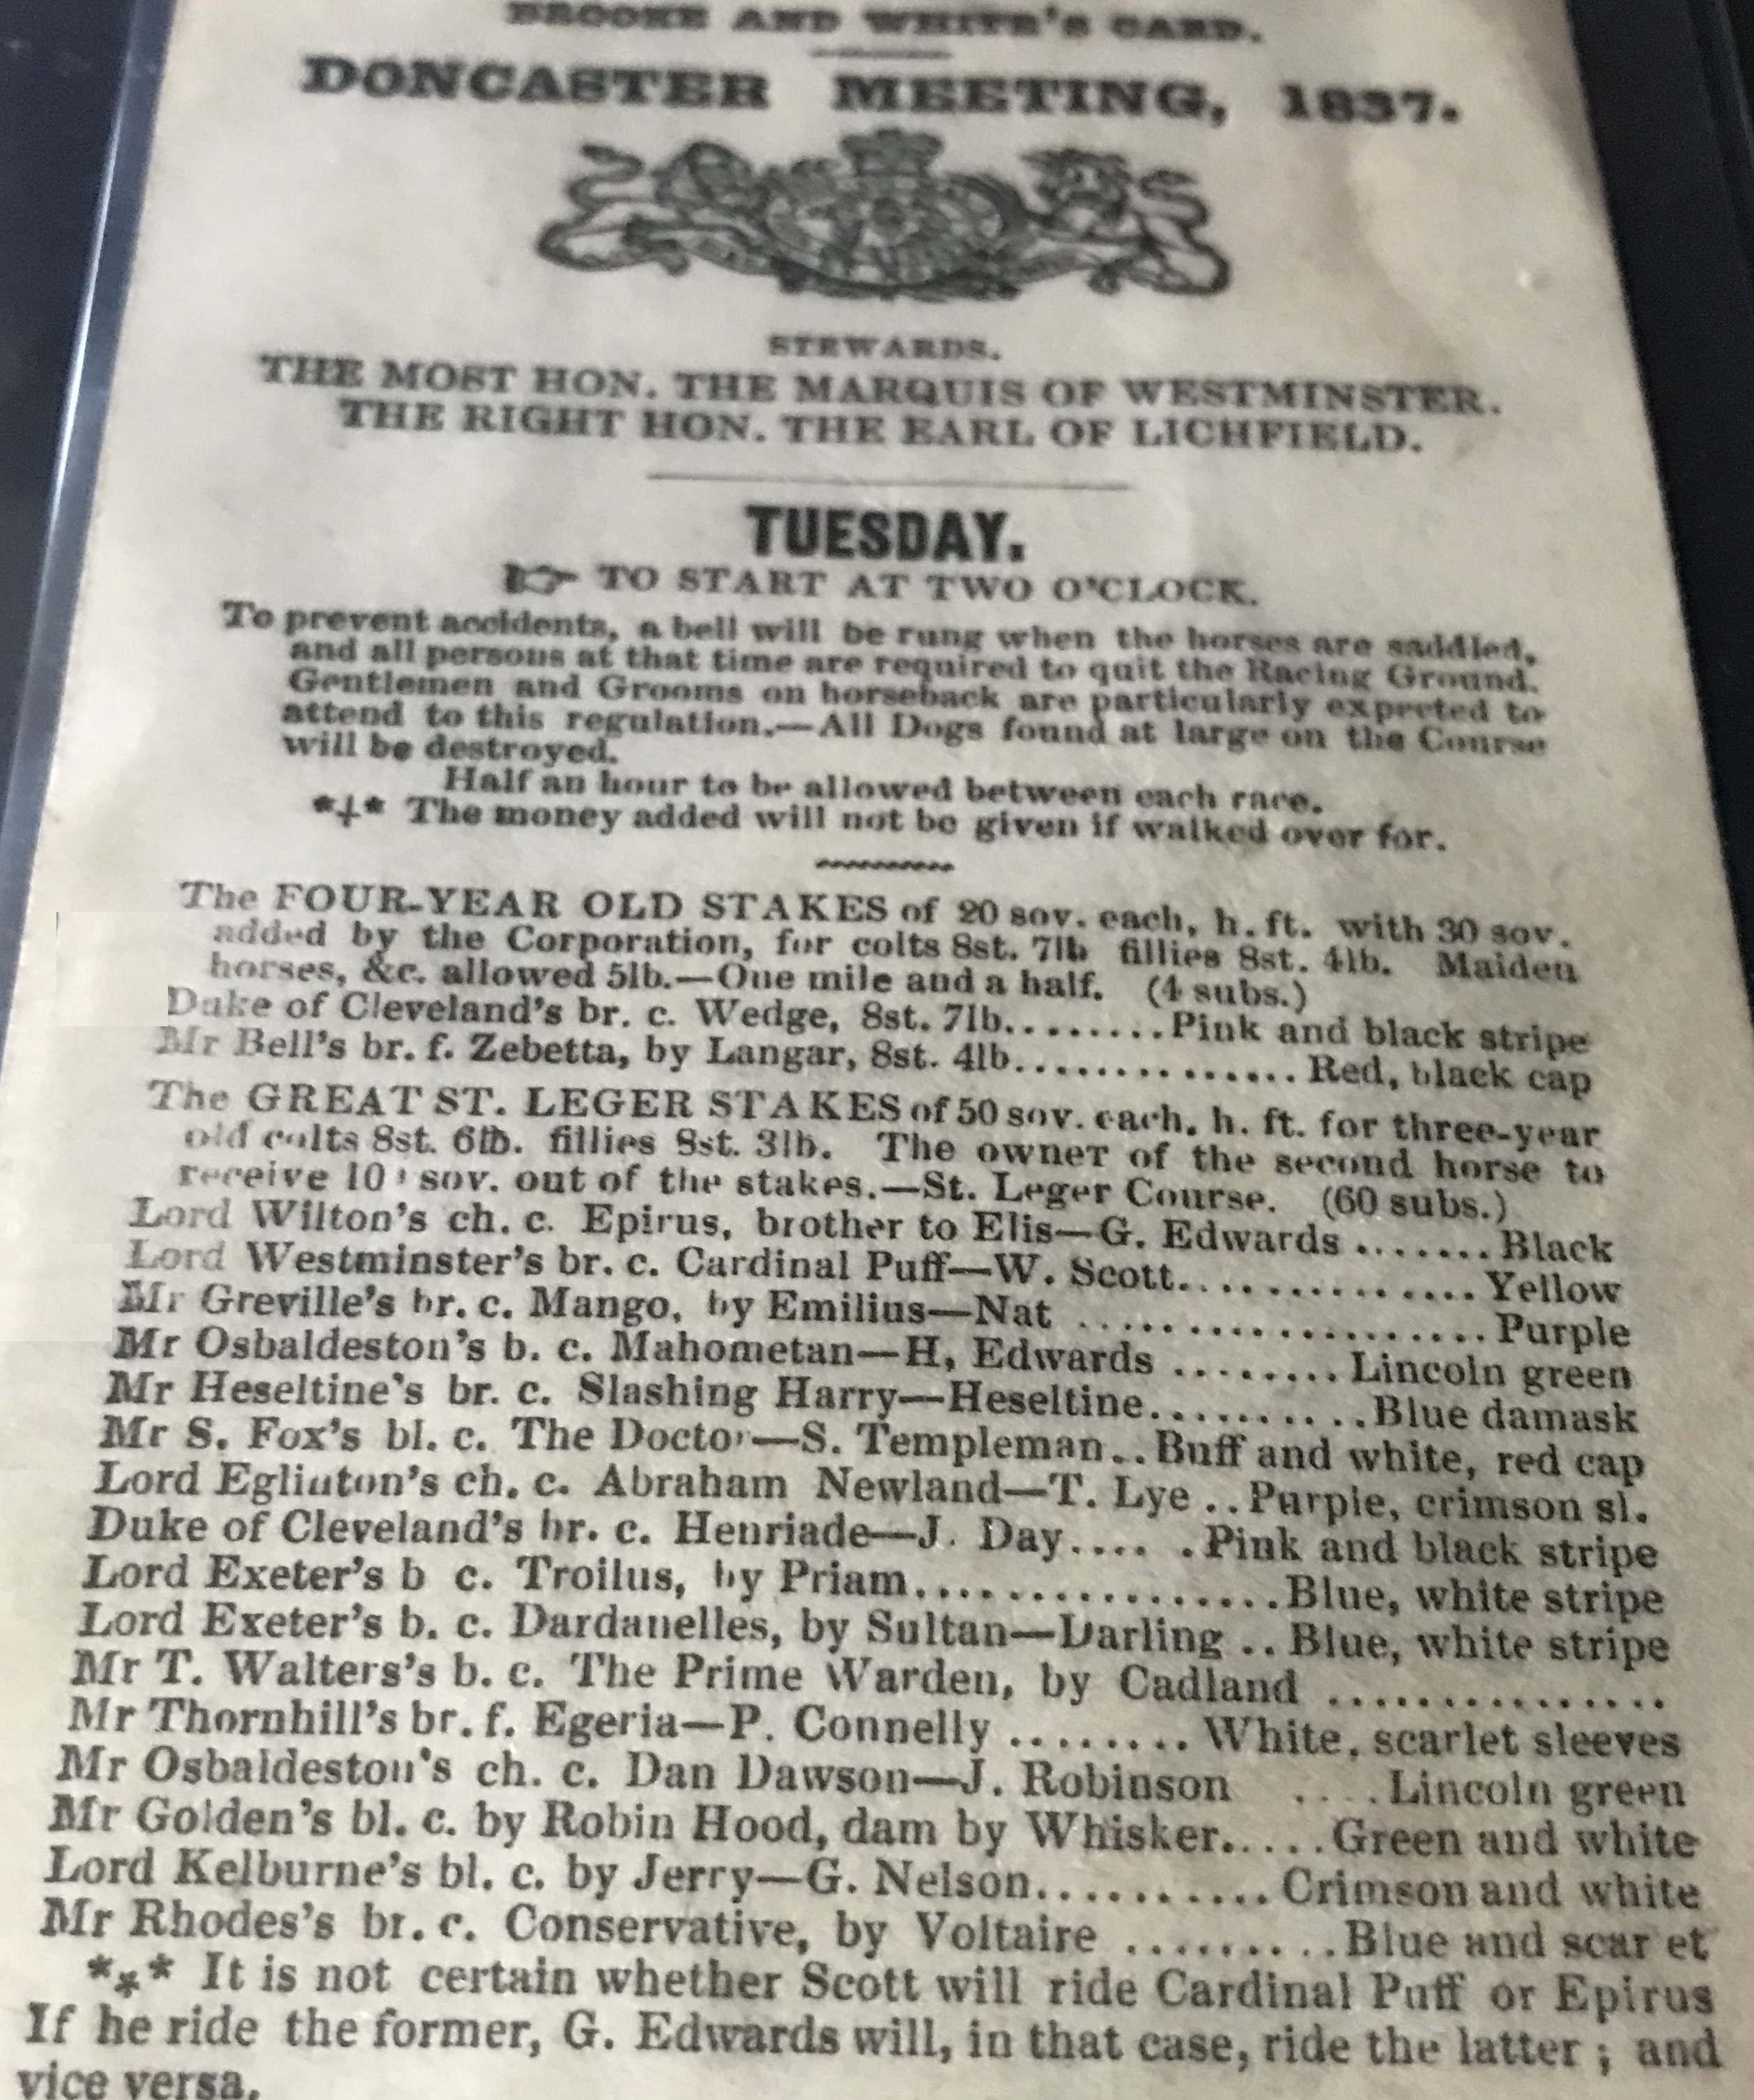 BROOKE AND WHITE'S CARD.
DONCASTER MEETING, 1837.
STEWARDS.
THE MOST HON. THE MARQUIS OF WESTMINSTER.
THE RIGHT HON. THE EARL OF LICHFIELD.
TUESDAY.
☞ TO START AT TWO O'CLOCK.
To prevent accidents, a bell will be rung when the horses are saddled,
and all persons at that time are required to quit the Racing Ground.
Gentlemen and Grooms on horseback are particularly expected to
attend to this regulation.—All Dogs found at large on the Course
will be destroyed.
Half an hour to be allowed between each race.
*⸸* The money added will not be given if walked over for.
The FOUR-YEAR OLD STAKES of 20 sov. each, h. ft. with 30 sov.
added by the Corporation, for colts 8st. 7lb fillies 8st. 4lb. Maiden
horses, &c. allowed 5lb.—One mile and a half. (4 subs.)
Duke of Cleveland's br. c. Wedge, 8st. 7lb........Pink and black stripe
Mr Bell's br. f. Zebetta, by Langar, 8st. 4lb.............. Red, black cap
The GREAT ST. LEGER STAKES of 50 sov. each, h. ft. for three-year
old colts 8st. 6lb. fillies 8st. 3lb. The owner of the second horse to
receive 10 sov. out of the stakes.—St. Leger Course. (60 subs.)
Lord Wilton's ch. c. Epirus, brother to Elis—G. Edwards .......Black
Lord Westminster's br. c. Cardinal Puff—W. Scott............... Yellow
Mr Greville's br. c. Mango, by Emilius—Nat ................... Purple
Mr Osbaldeston's b. c. Mahometan—H, Edwards ........ Lincoln green
Mr Heseltine's br. c. Slashing Harry—Heseltine..........Blue damask
Mr S. Fox's bl. c. The Doctor—S. Templeman.. Buff and white, red cap
Lord Eglinton's ch. c. Abraham Newland—T. Lye .. Purple, crimson sl.
Duke of Cleveland's br. c. Henriade—J. Day.... .Pink and black stripe
Lord Exeter's b c. Troilus, by Priam.................Blue, white stripe
Lord Exeter's b. c. Dardanelles, by Sultan—Darling .. Blue, white stripe
Mr T. Walters's b. c. The Prime Warden, by Cadland ...............
Mr Thornhill's br. f. Egeria—P. Connelly ........ White, scarlet sleeves
Mr Osbaldeston's ch. c. Dan Dawson—J. Robinson ....Lincoln green
Mr Golden's bl. c. by Robin Hood, dam by Whisker......Green and white
Lord Kelburne's bl. c. by Jerry—G. Nelson........... Crimson and white
Mr Rhodes's br. c. Conservative, by Voltaire ..........Blue and scar et
*⁎* It is not certain whether Scott will ride Cardinal Puff or Epirus
If he ride the former, G. Edwards will, in that case, ride the latter ; and
vice versa.